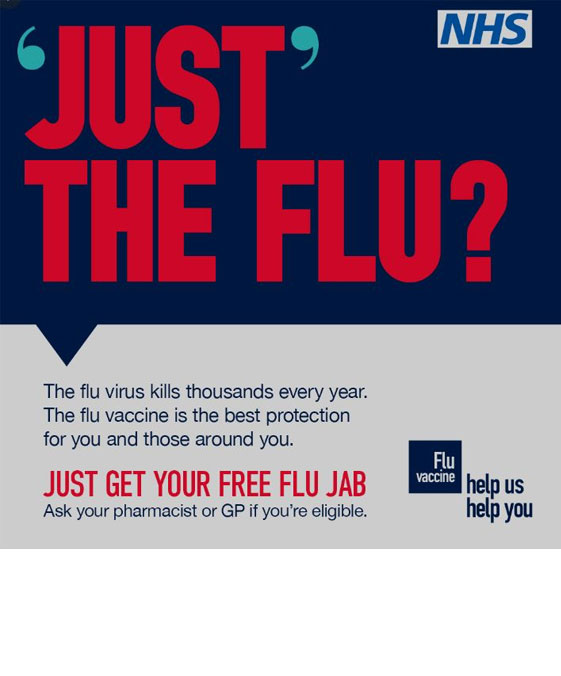 NHS
‘JUST’
THE FLU?
The flu virus kills thousands every year.
The flu vaccine is the best protection
for you and those around you.
JUST GET YOUR FREE FLU JAB
Ask your pharmacist or GP if you’re eligible.
Flu
vaccine
help us
help you